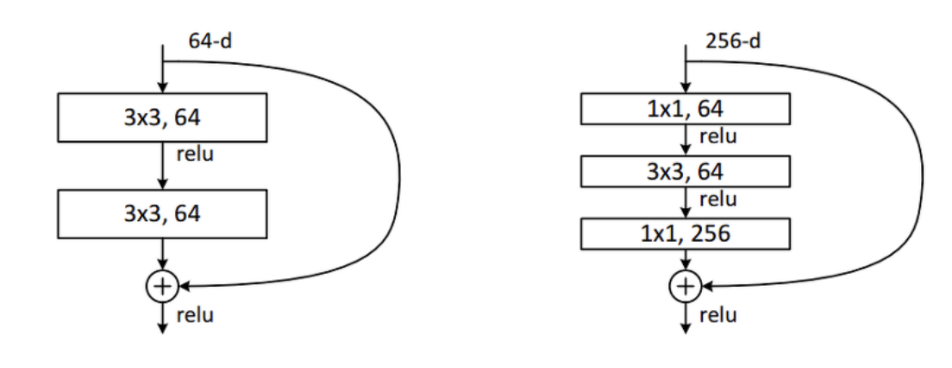 64-d
3x3, 64
relu
3x3, 64
+
relu
256-d
1x1, 64
relu
3x3, 64
relu
1x1, 256
+
relu